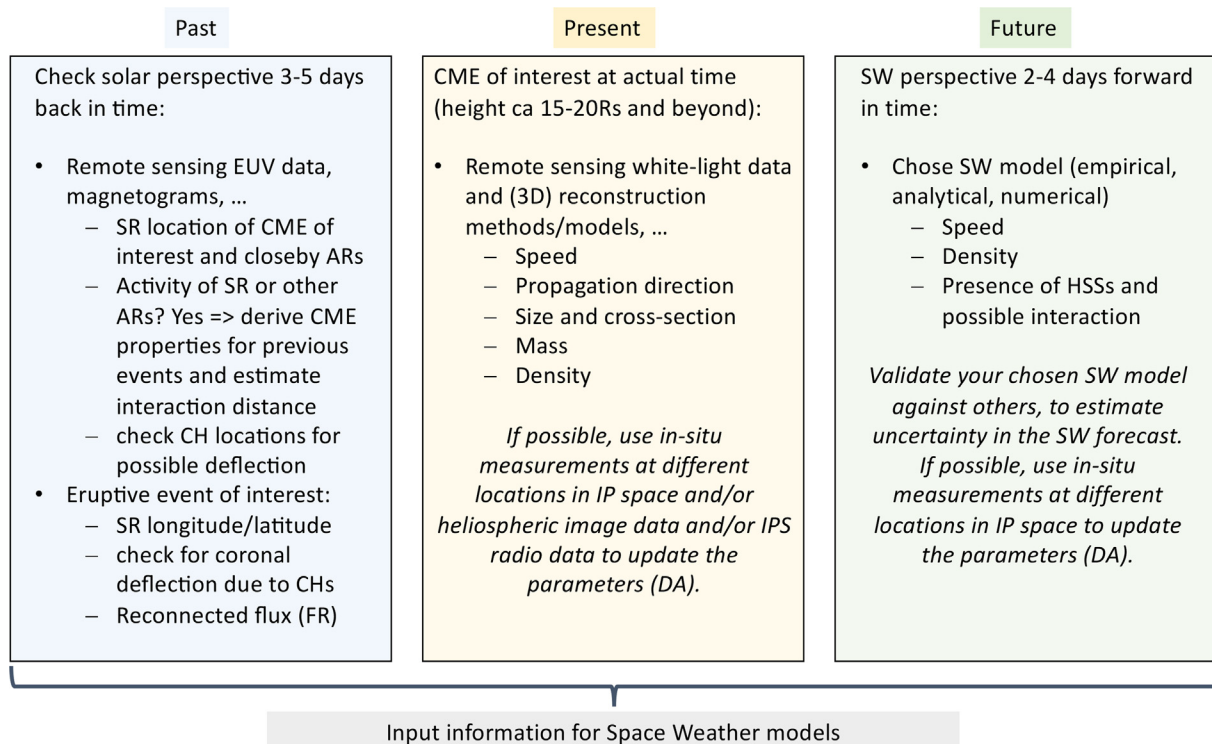 Past
Check solar perspective 3-5 days
back in time:
• Remote sensing EUV data,
magnetograms, …
– SR location of CME of
interest and closeby ARs
– Activity of SR or other
ARs? Yes => derive CME
properties for previous
events and estimate
interaction distance
– check CH locations for
possible deflection
• Eruptive event of interest:
– SR longitude/latitude
– check for coronal
deflection due to CHs
– Reconnected flux (FR)
Present
CME of interest at actual time
(height ca 15-20Rs and beyond):
• Remote sensing white-light data
and (3D) reconstruction
methods/models, …
– Speed
– Propagation direction
– Size and cross-section
– Mass
– Density
If possible, use in-situ
measurements at different
locations in IP space and/or
heliospheric image data and/or IPS
radio data to update the
parameters (DA).
Future
SW perspective 2-4 days forward
in time:
• Chose SW model (empirical,
analytical, numerical)
– Speed
– Density
– Presence of HSSs and
possible interaction
Validate your chosen SW model
against others, to estimate
uncertainty in the SW forecast.
If possible, use in-situ
measurements at different
locations in IP space to update
the parameters (DA).
Input information for Space Weather models